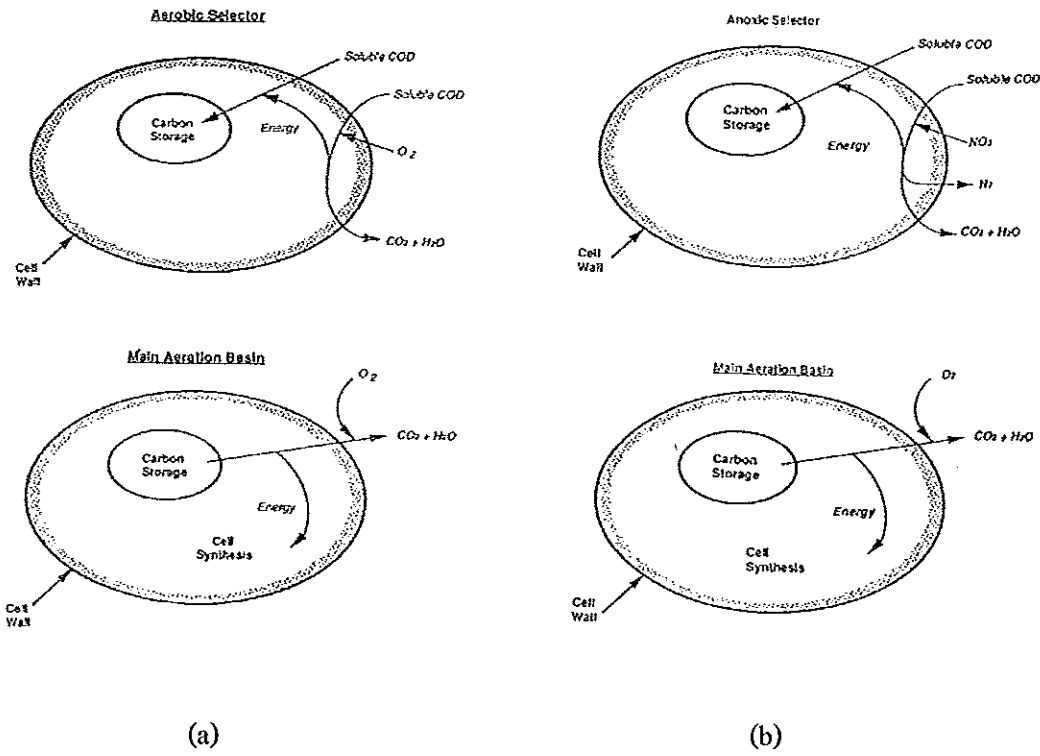 Aerobic Selector
Soluble COD
Soluble COD
Carbon
Storage
Energy
O2
CO2 + H2O
Cell
Wall
Main Aeration Basin
O2
CO2 + H2O
Carbon
Storage
Energy
Cell
Synthesis
Cell
Wall
(a)
Anoxic Selector
Soluble COD
Soluble COD
Carbon
Storage
Energy
NO3
N2
CO2 + H2O
Cell
Wall
Main Aeration Basin
O2
CO2 + H2O
Carbon
Storage
Energy
Cell
Synthesis
Cell
Wall
(b)